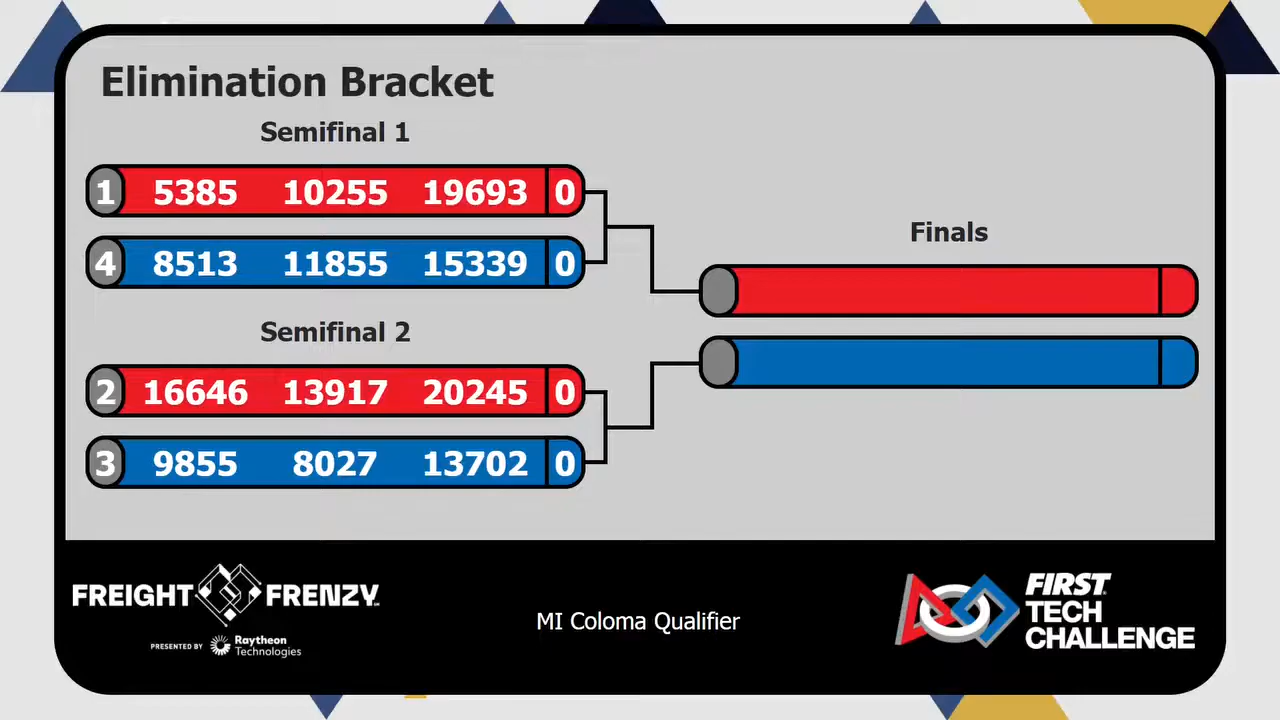 Elimination Bracket
Semifinal 1
1 5385 10255 19693 0
4 8513 11855 15339 0
Finals
Semifinal 2
2 16646 13917 20245 0
3 9855 8027 13702 0
FREIGHT FRENZY
PRESENTED BY Raytheon Technologies
MI Coloma Qualifier
FIRST
TECH
CHALLENGE